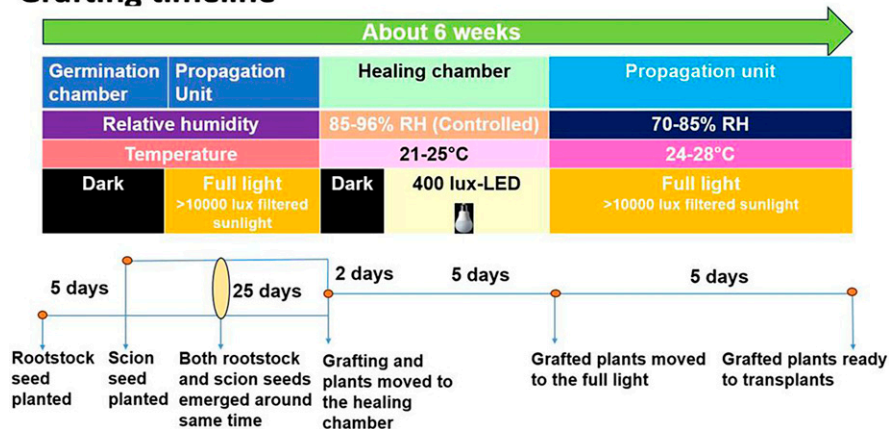 Grafting timeline
About 6 weeks
Germination
chamber
Propagation
Unit
Healing chamber
Propagation unit
Relative humidity
85-96% RH (Controlled)
70-85% RH
Temperature
21-25°C
24-28°C
Dark
Full light
>10000 lux filtered
sunlight
Dark
400 lux-LED
Full light
>10000 lux filtered sunlight
5 days
25 days
2 days
5 days
5 days
Rootstock
seed
planted
Scion
seed
planted
Both rootstock
and scion seeds
emerged around
same time
Grafting and
plants moved to
the healing
chamber
Grafted plants moved
to the full light
Grafted plants ready
to transplants